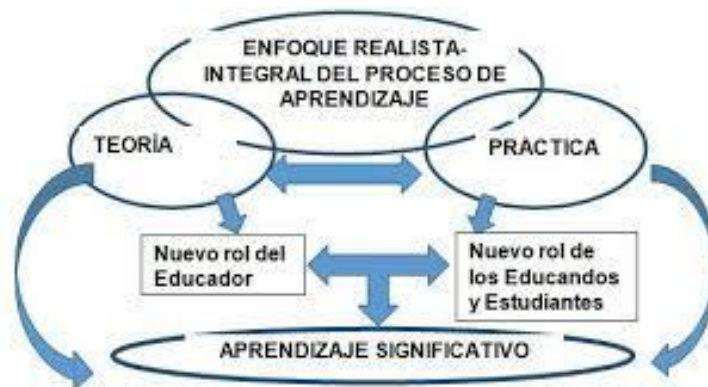 ENFOQUE REALISTA-
INTEGRAL DEL PROCESO DE
APRENDIZAJE
TEORÍA
PRÀCTICA
Nuevo rol del
Educador
Nuevo rol de
los Educandos
y Estudiantes
APRENDIZAJE SIGNIFICATIVO